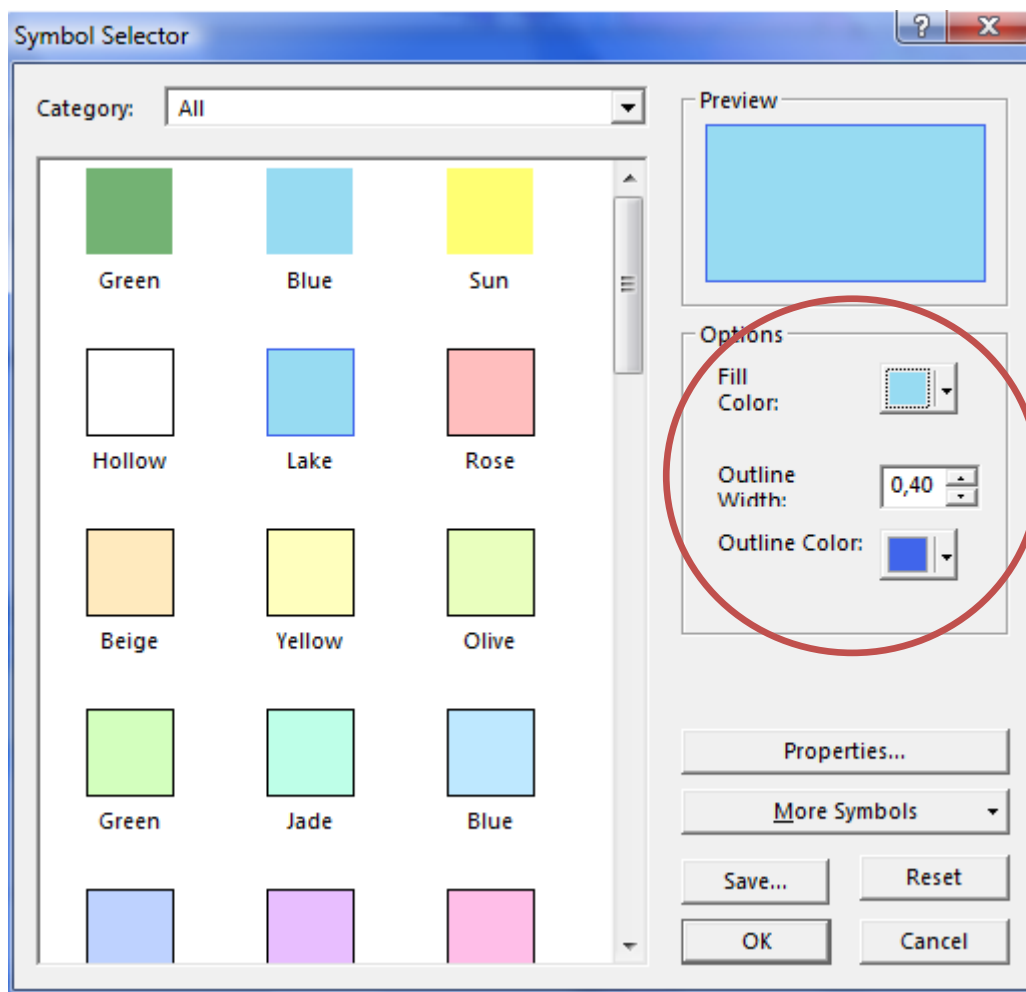 Symbol Selector
?
X
Category:
All
Green
Blue
Sun
Hollow
Lake
Rose
Beige
Yellow
Olive
Green
Jade
Blue
Preview
Options
Fill
Color:
Outline
Width:
0,40
Outline Color:
Properties...
More Symbols
Save...
Reset
OK
Cancel